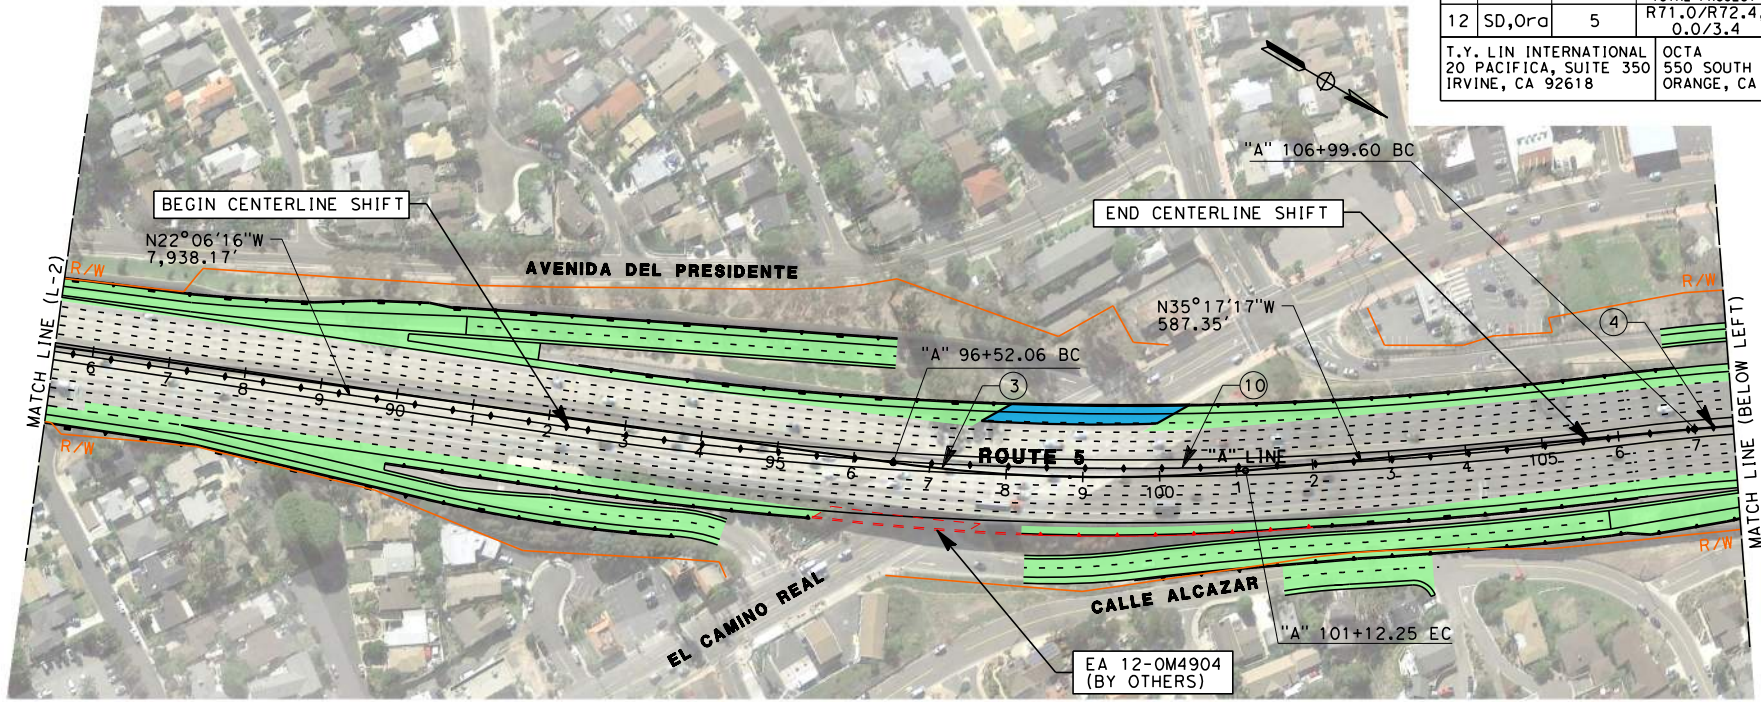 12 SD,Ora 5 R71.0/R72.4,
0.0/3.4
T.Y. LIN INTERNATIONAL
20 PACIFICA, SUITE 350
IRVINE, CA 92618
OCTA
550 SOUTH
ORANGE, CA
"A" 106+99.60 BC
BEGIN CENTERLINE SHIFT
END CENTERLINE SHIFT
N22°06'16"W
7,938.17'
AVENIDA DEL PRESIDENTE
R/W
R/W
MATCH LINE (L-2)
N35°17'17"W
587.35'
4
"A" 96+52.06 BC
3
10
MATCH LINE (BELOW LEFT)
6 7 8 9 90 1 2 3 4 95 6 7 8 9 100 1 2 3 4 105 6 7
ROUTE 5
"A" LINE
R/W
R/W
EL CAMINO REAL
CALLE ALCAZAR
"A" 101+12.25 EC
EA 12-0M4904
(BY OTHERS)